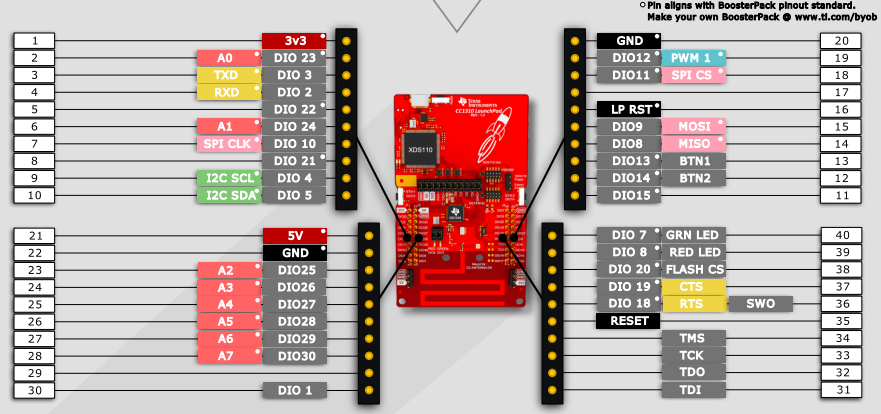 Pin aligns with BoosterPack pinout standard.
Make your own BoosterPack @ www.ti.com/byob
1 3v3
2 A0 DIO 23
3 TXD DIO 3
4 RXD DIO 2
5 DIO 22
6 A1 DIO 24
7 SPI CLK DIO 10
8 DIO 21
9 I2C SCL DIO 4
10 I2C SDA DIO 5
21 5V
22 GND
23 A2 DIO25
24 A3 DIO26
25 A4 DIO27
26 A5 DIO28
27 A6 DIO29
28 A7 DIO30
29
30 DIO 1
TEXAS
INSTRUMENTS
CC1310 LaunchPad
XDS110
GND 20
DIO12 PWM 1 19
DIO11 SPI CS 18
17
LP RST 16
DIO9 MOSI 15
DIO8 MISO 14
DIO13 BTN1 13
DIO14 BTN2 12
DIO15 11
DIO 7 GRN LED 40
DIO 8 RED LED 39
DIO 20 FLASH CS 38
DIO 19 CTS 37
DIO 18 RTS SWO 36
RESET 35
TMS 34
TCK 33
TDO 32
TDI 31